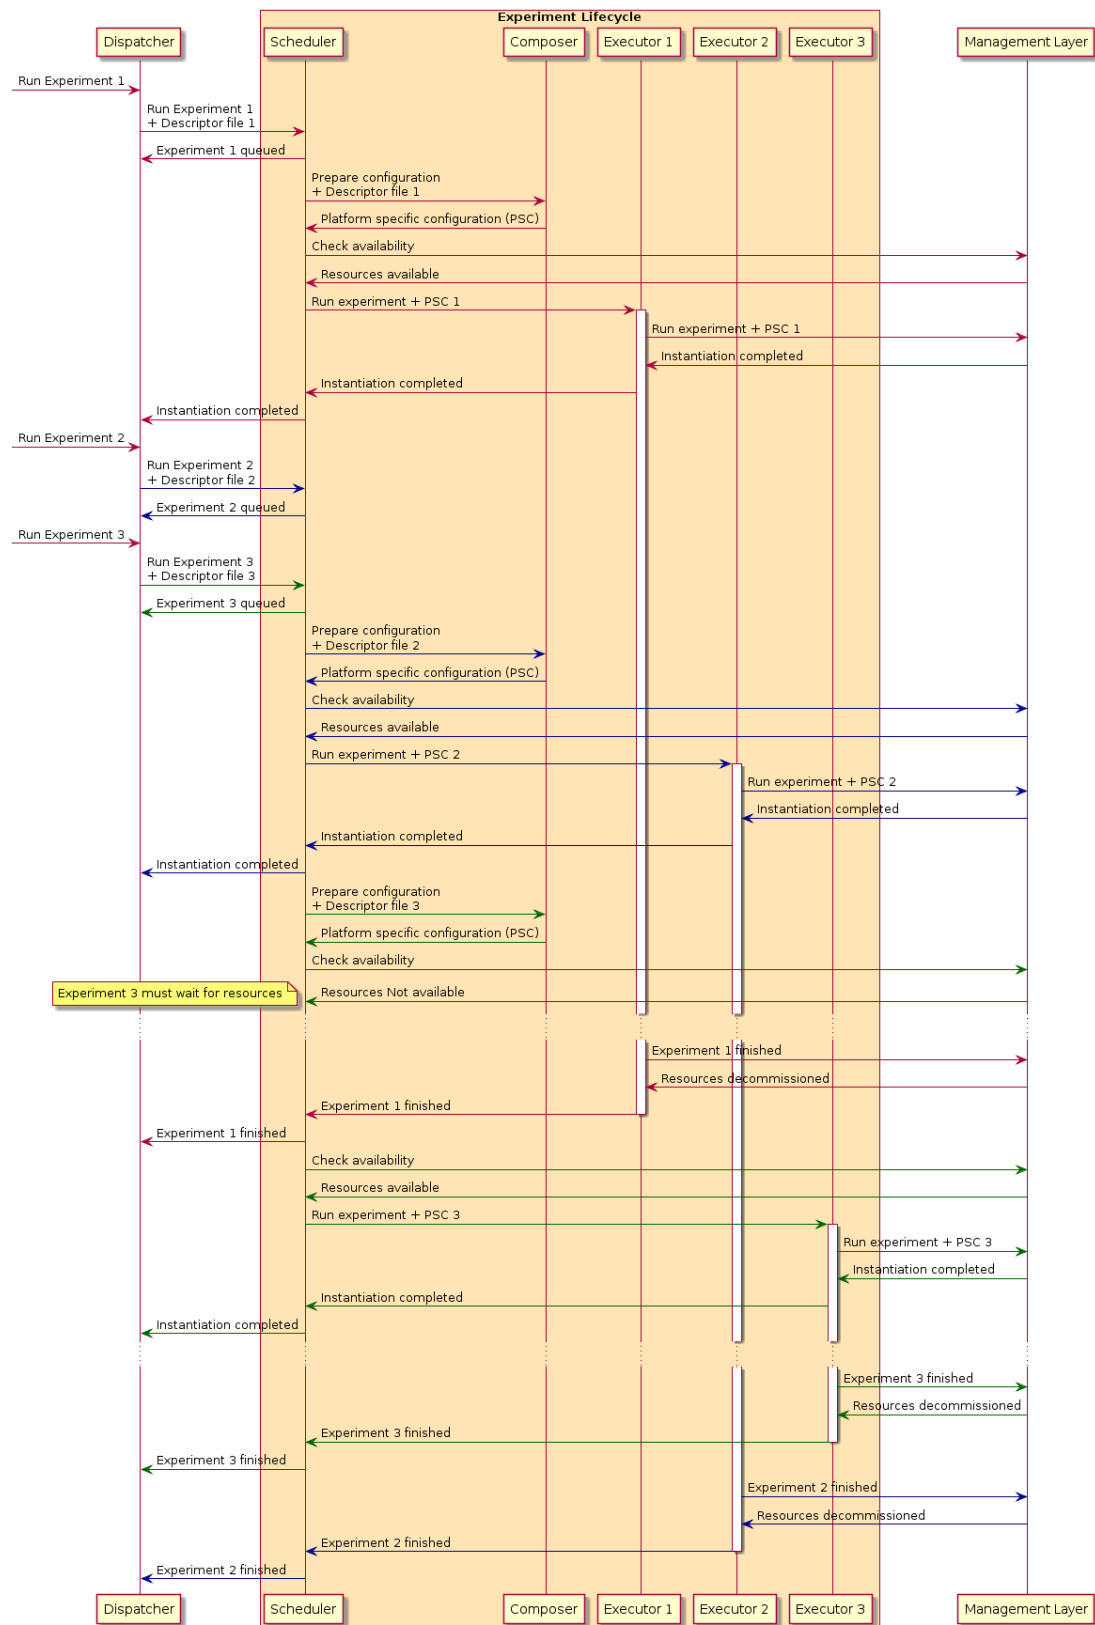 Experiment Lifecycle
Dispatcher
Scheduler
Composer
Executor 1
Executor 2
Executor 3
Management Layer
Run Experiment 1
Run Experiment 1
+ Descriptor file 1
Experiment 1 queued
Prepare configuration
+ Descriptor file 1
Platform specific configuration (PSC)
Check availability
Resources available
Run experiment + PSC 1
Run experiment + PSC 1
Instantiation completed
Instantiation completed
Instantiation completed
Run Experiment 2
Run Experiment 2
+ Descriptor file 2
Experiment 2 queued
Run Experiment 3
Run Experiment 3
+ Descriptor file 3
Experiment 3 queued
Prepare configuration
+ Descriptor file 2
Platform specific configuration (PSC)
Check availability
Resources available
Run experiment + PSC 2
Run experiment + PSC 2
Instantiation completed
Instantiation completed
Instantiation completed
Prepare configuration
+ Descriptor file 3
Platform specific configuration (PSC)
Check availability
Experiment 3 must wait for resources
Resources Not available
Experiment 1 finished
Resources decommissioned
Experiment 1 finished
Experiment 1 finished
Check availability
Resources available
Run experiment + PSC 3
Run experiment + PSC 3
Instantiation completed
Instantiation completed
Instantiation completed
Experiment 3 finished
Resources decommissioned
Experiment 3 finished
Experiment 3 finished
Experiment 2 finished
Resources decommissioned
Experiment 2 finished
Experiment 2 finished
Dispatcher
Scheduler
Composer
Executor 1
Executor 2
Executor 3
Management Layer